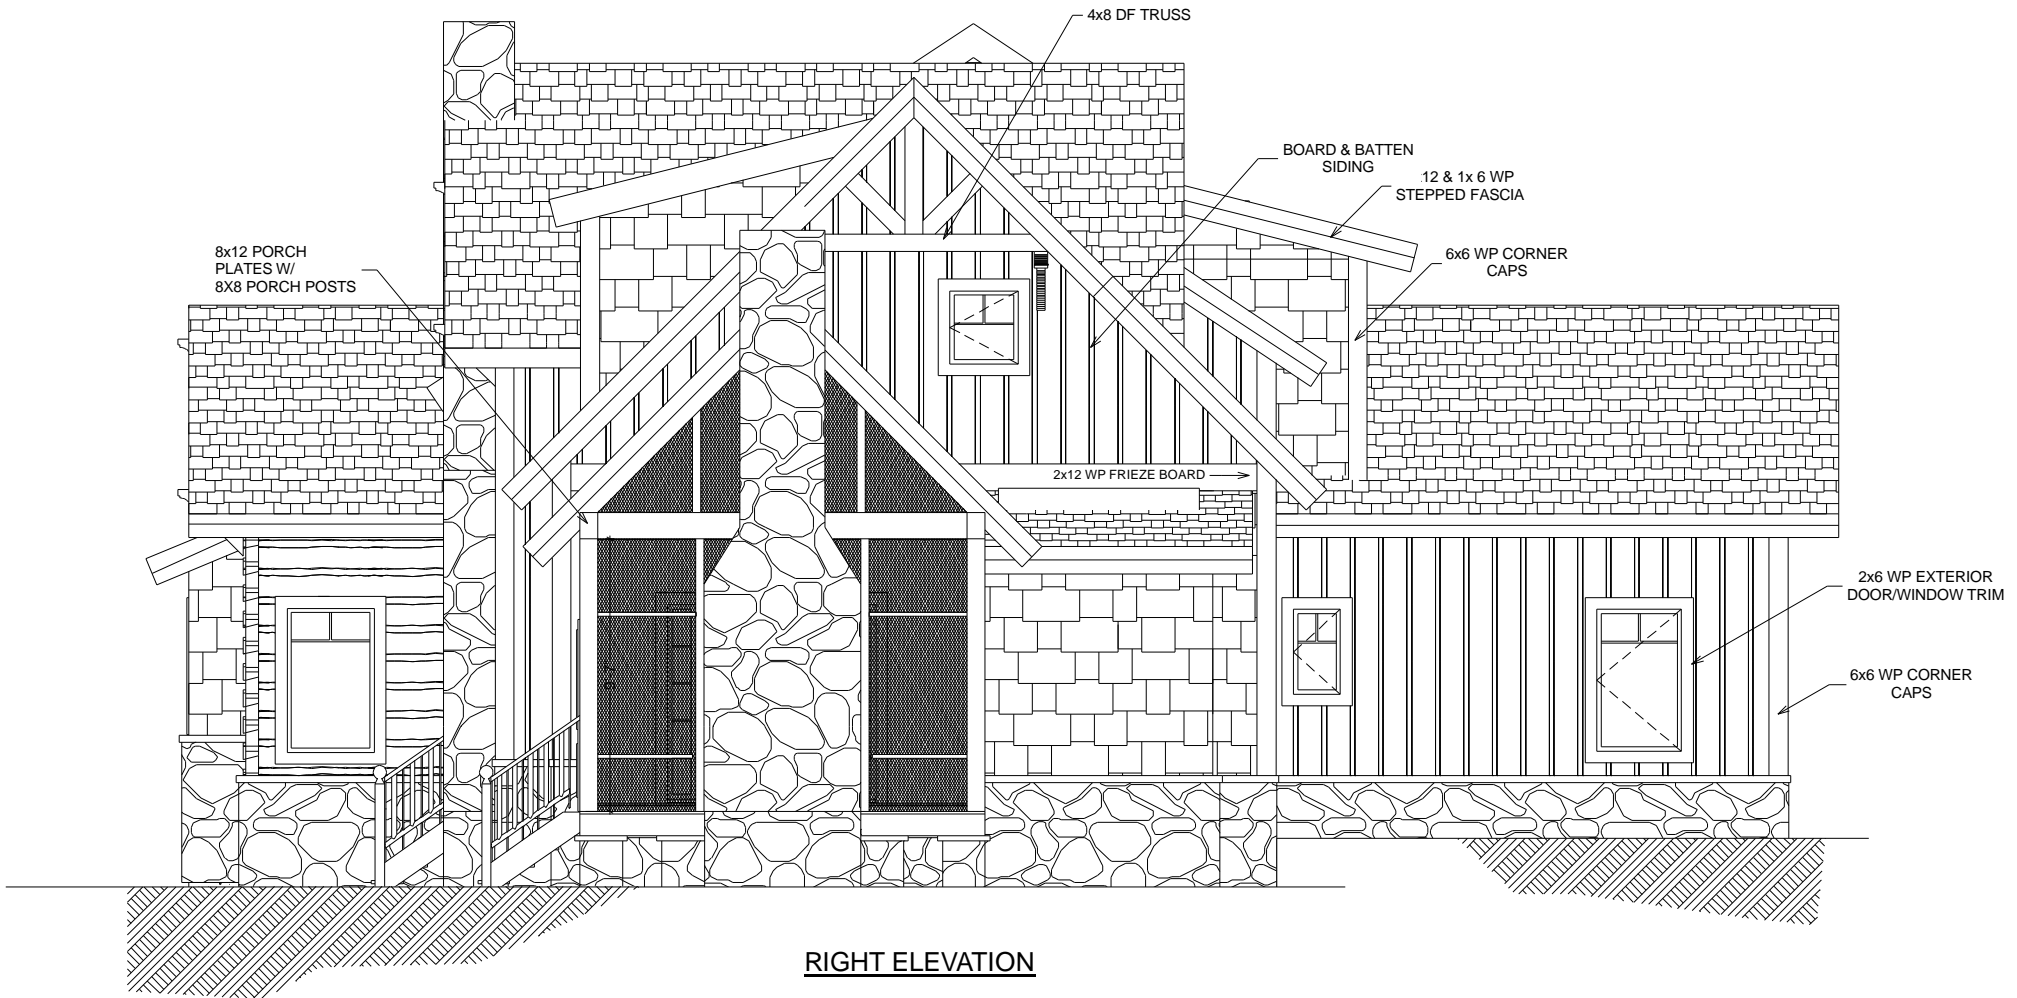 4x8 DF TRUSS
BOARD & BATTEN
SIDING
:12 & 1x 6 WP
STEPPED FASCIA
8x12 PORCH
PLATES W/
8X8 PORCH POSTS
6x6 WP CORNER
CAPS
2x12 WP FRIEZE BOARD
2x6 WP EXTERIOR
DOOR/WINDOW TRIM
6x6 WP CORNER
CAPS
RIGHT ELEVATION